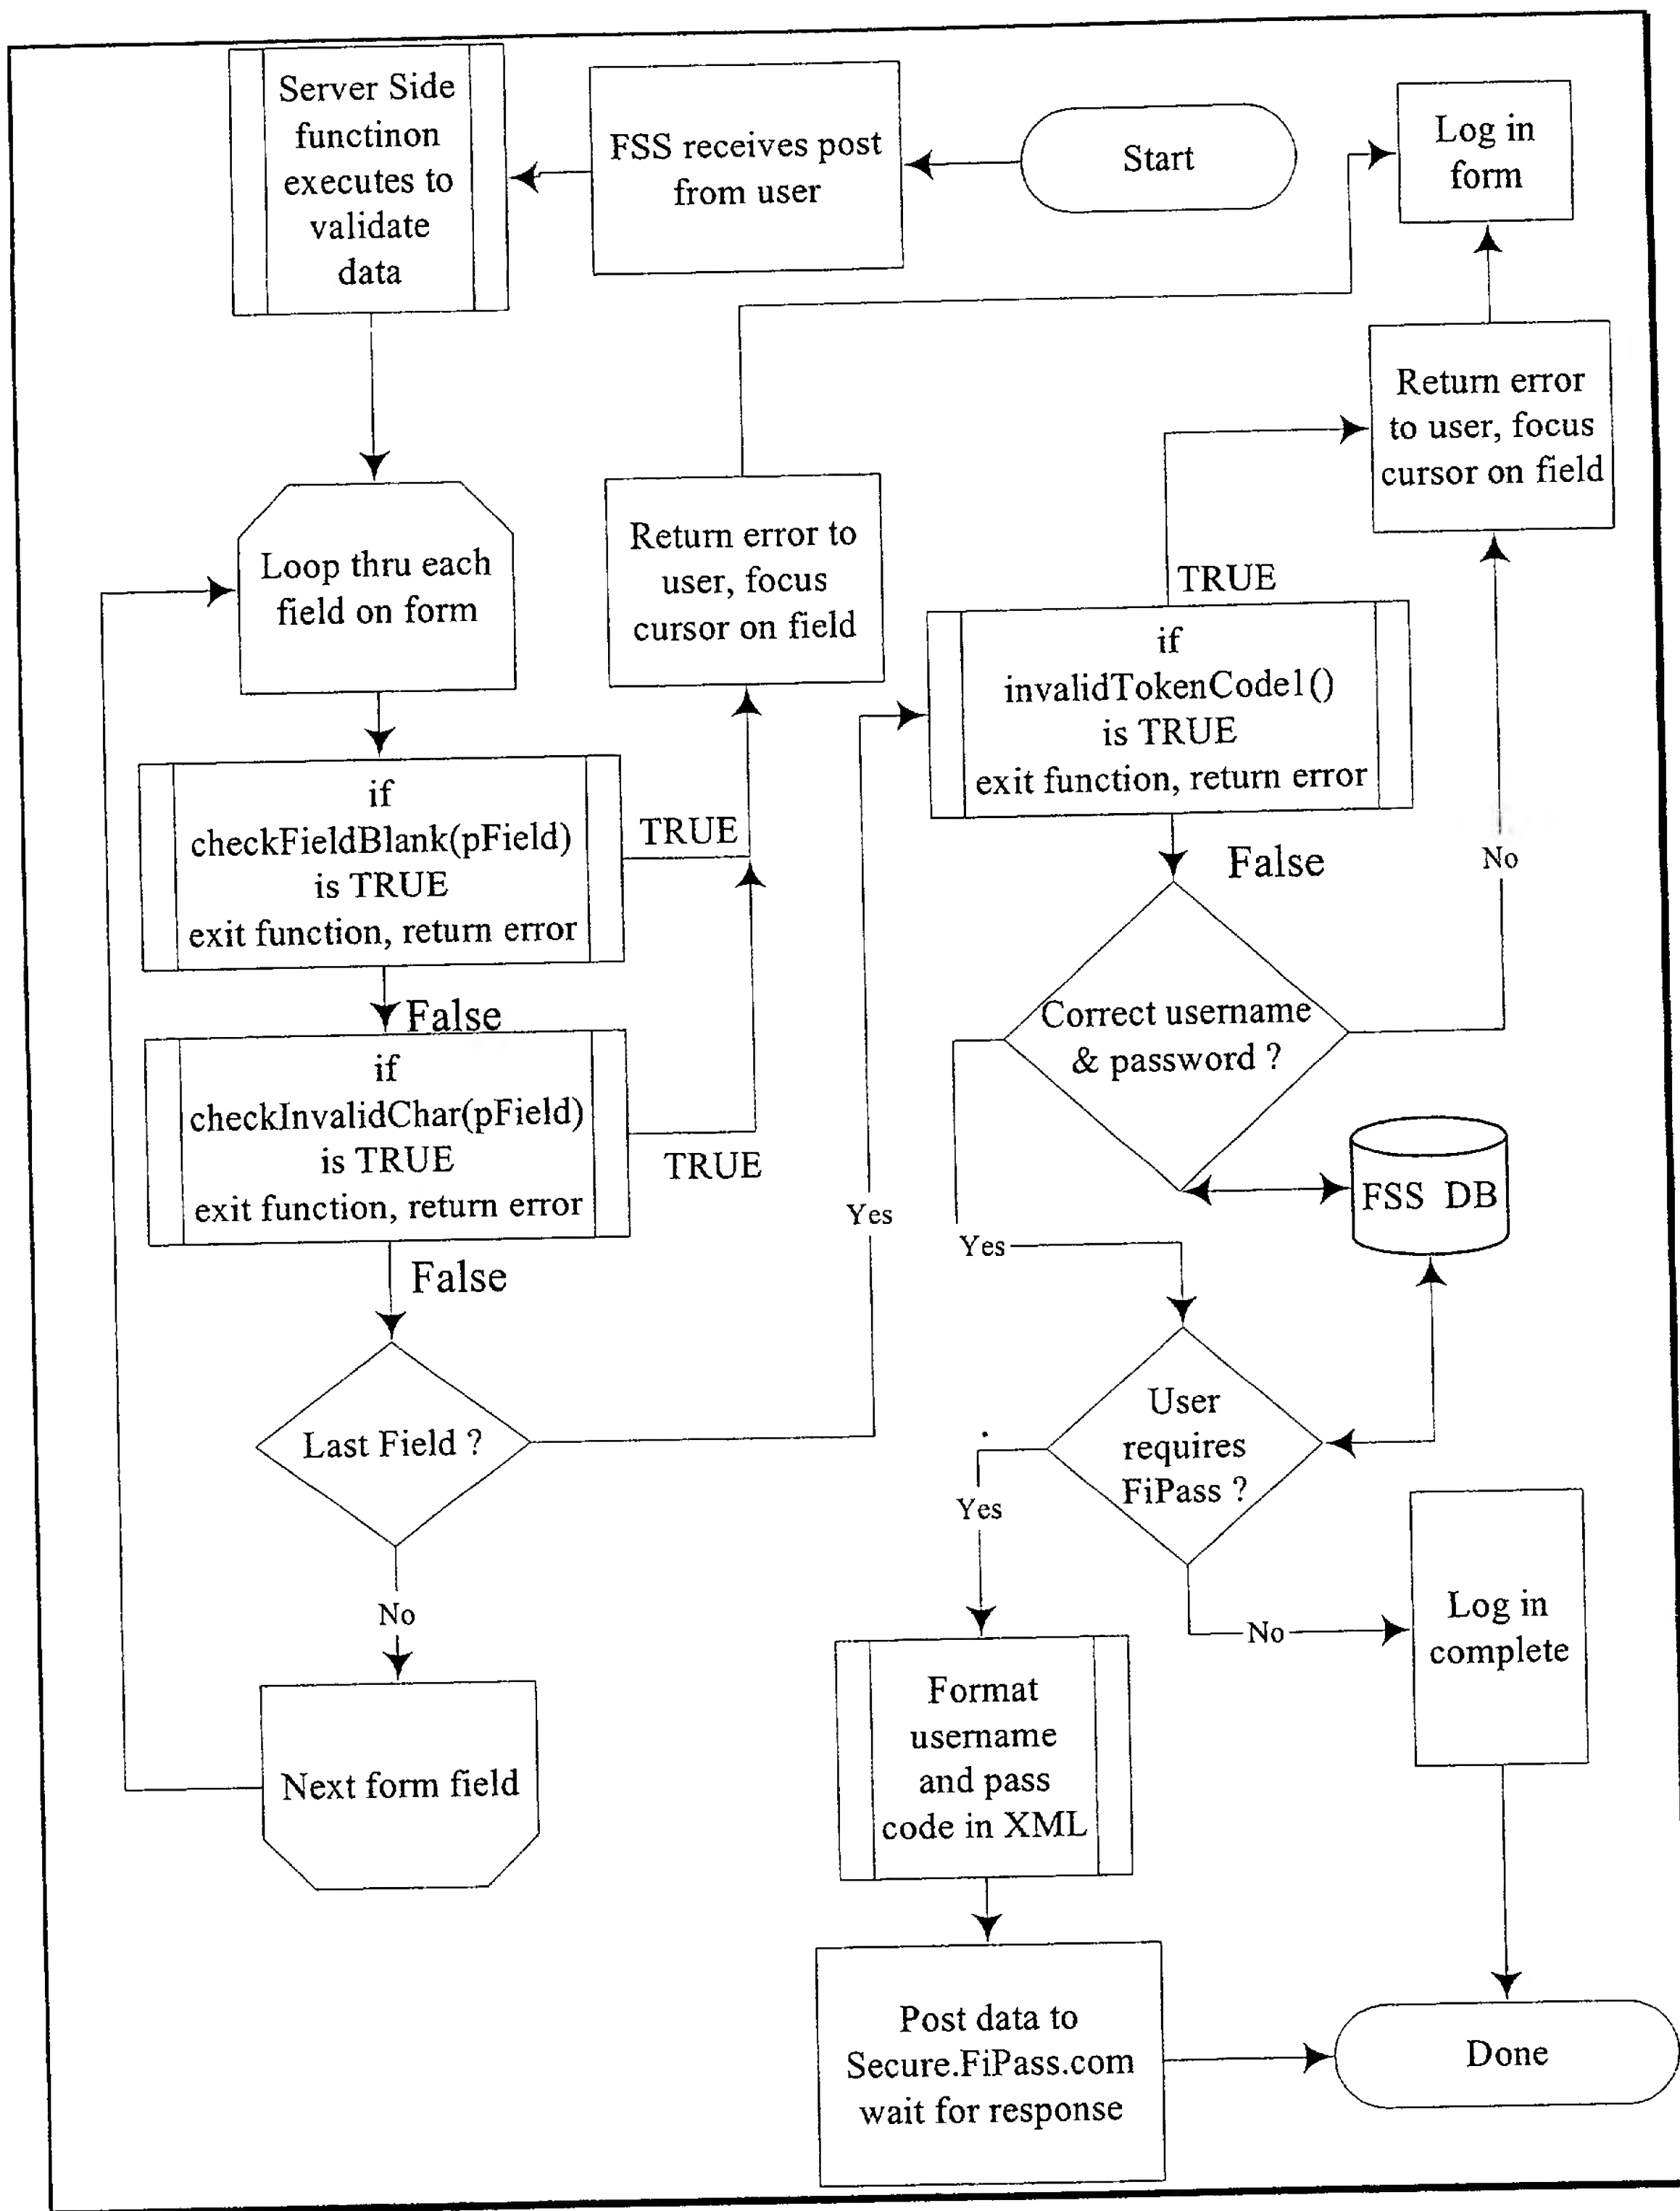 Start
FSS receives post
from user
Server Side
functinon
executes to
validate
data
Log in
form
Loop thru each
field on form
Return error to
user, focus
cursor on field
Return error
to user, focus
cursor on field
if
checkFieldBlank(pField)
is TRUE
exit function, return error
TRUE
False
if
checkInvalidChar(pField)
is TRUE
exit function, return error
TRUE
False
Last Field ?
Yes
No
Next form field
TRUE
if
invalidTokenCode1()
is TRUE
exit function, return error
False
Correct username
& password ?
No
Yes
FSS DB
User
requires
FiPass ?
Yes
No
Log in
complete
Format
username
and pass
code in XML
Post data to
Secure.FiPass.com
wait for response
Done